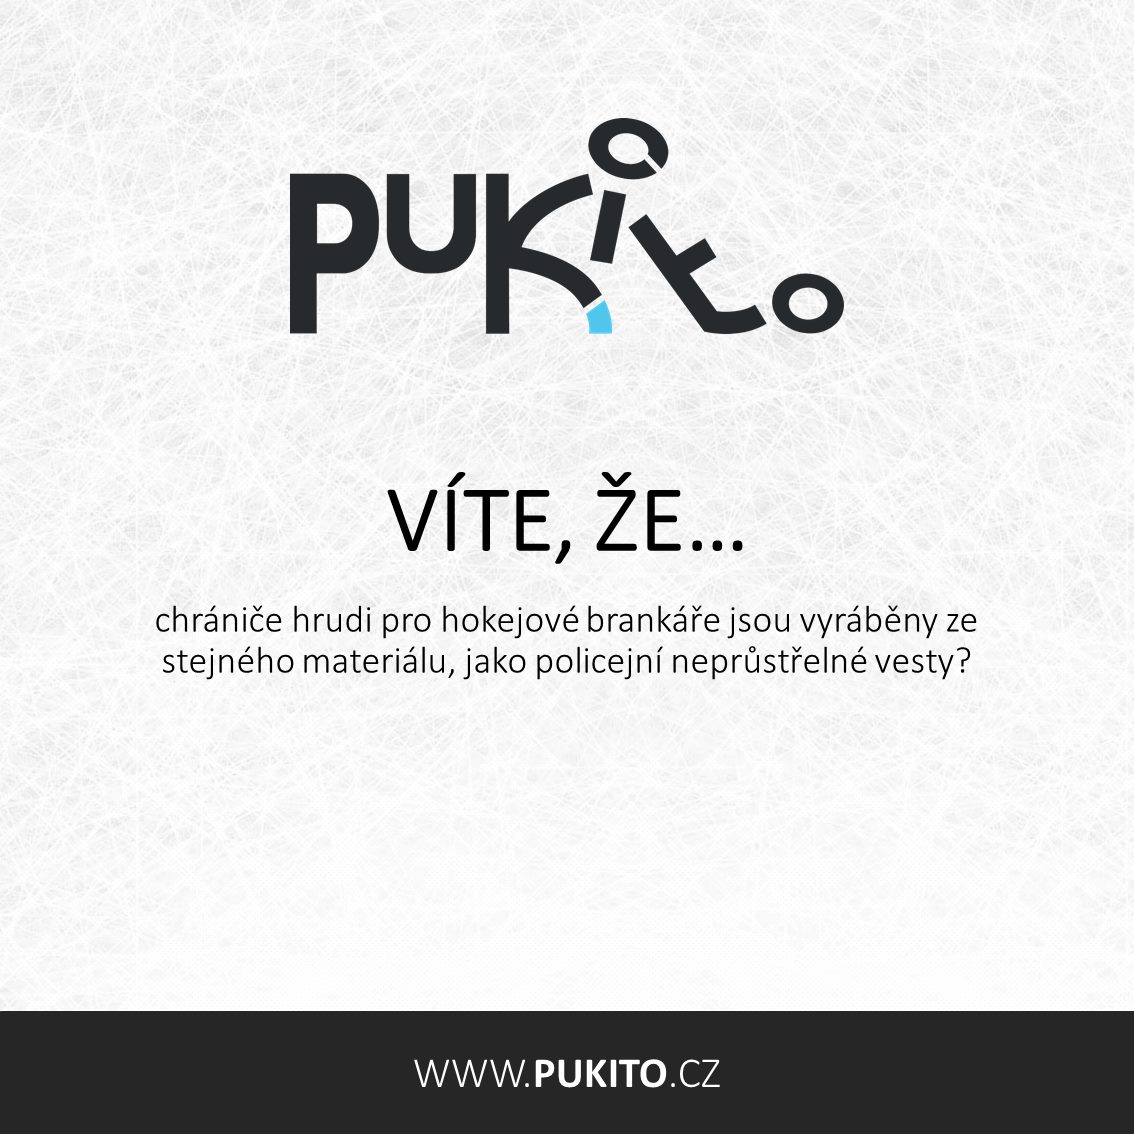 PUKito
VÍTE, ŽE...
chrániče hrudi pro hokejové brankáře jsou vyráběny ze
stejného materiálu, jako policejní neprůstřelné vesty?
WWW.PUKITO.CZ